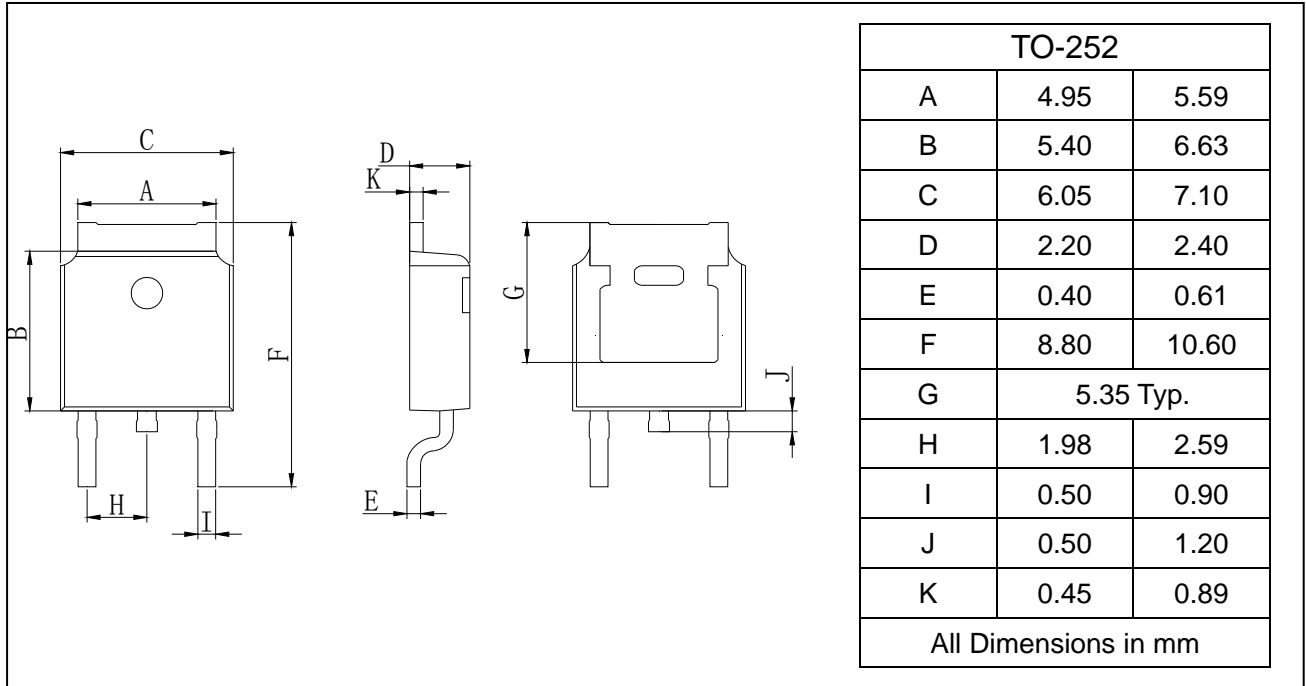 C
A
B
F
H
I
D
K
E
G
J
TO-252
A 4.95 5.59
B 5.40 6.63
C 6.05 7.10
D 2.20 2.40
E 0.40 0.61
F 8.80 10.60
G 5.35 Typ.
H 1.98 2.59
I 0.50 0.90
J 0.50 1.20
K 0.45 0.89
All Dimensions in mm